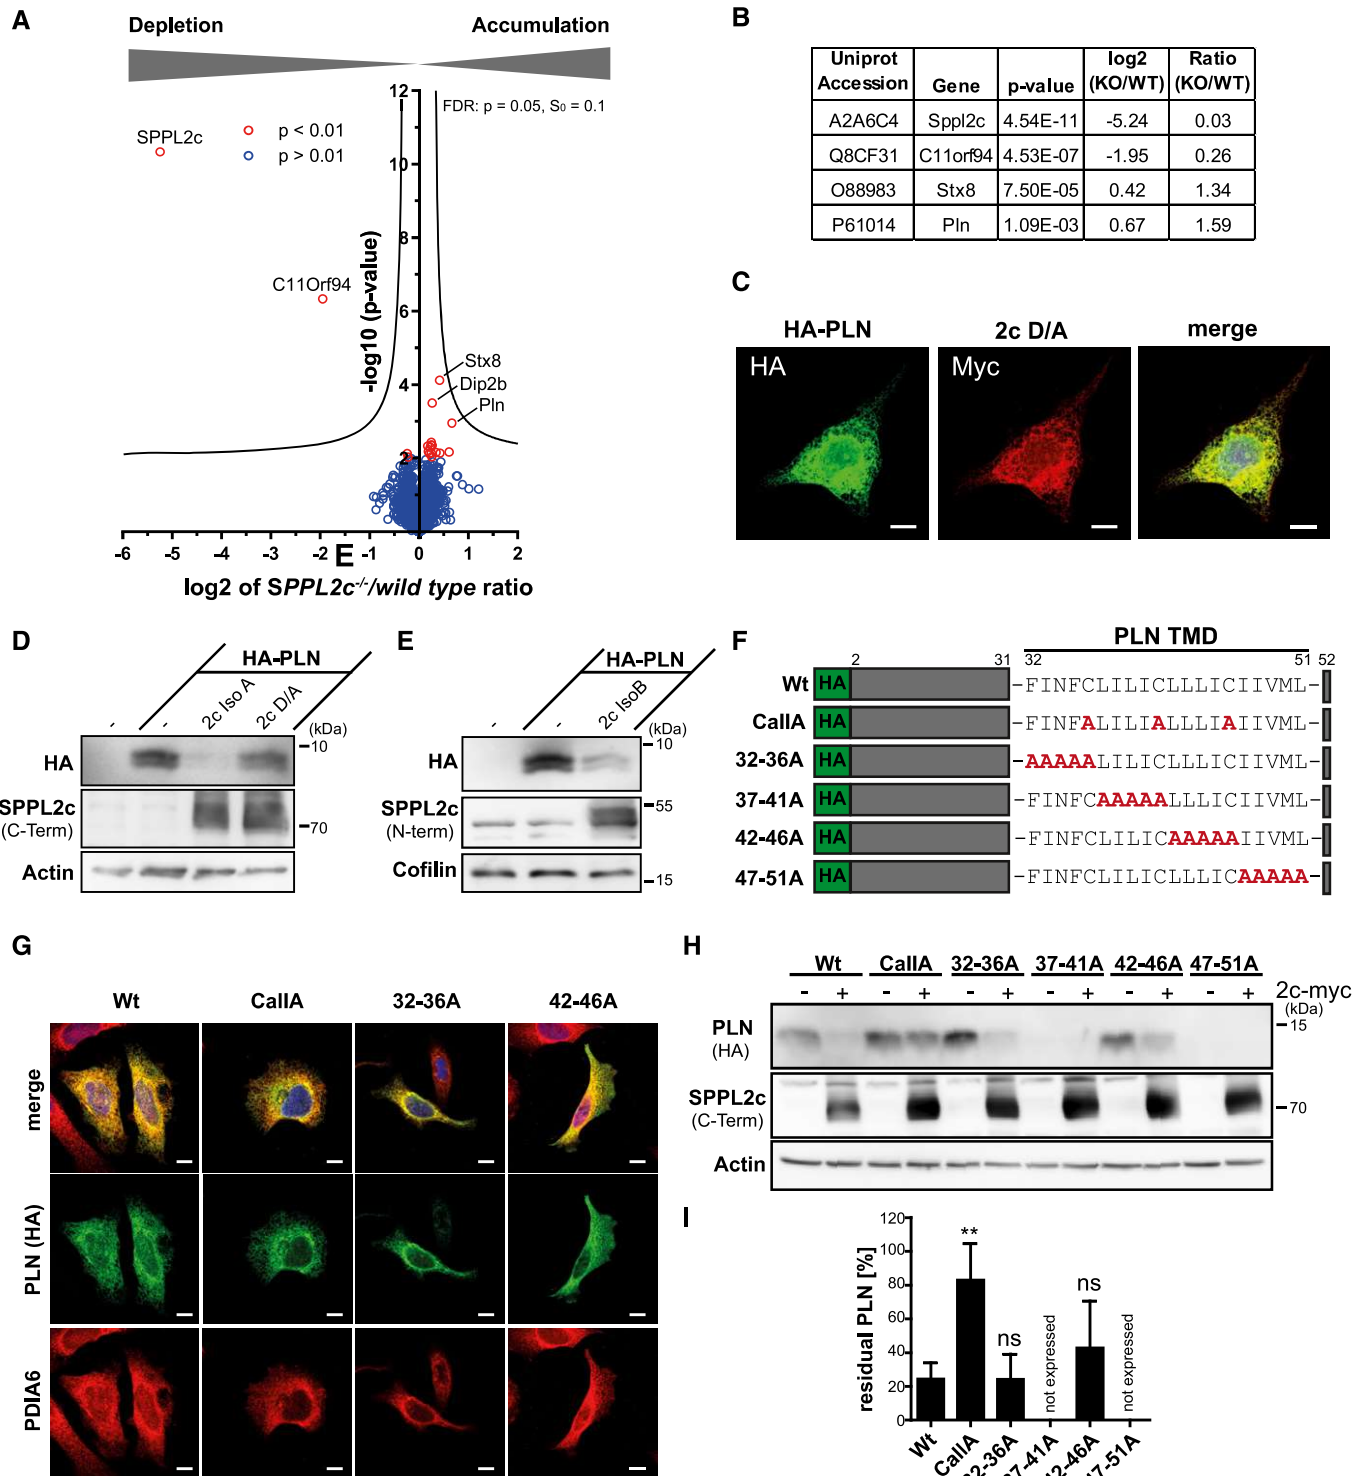 A
Depletion
Accumulation
FDR: p = 0.05, S0 = 0.1
p < 0.01
p > 0.01
SPPL2c
C11Orf94
Stx8
Dip2b
Pln
-log10 (p-value)
12
10
8
6
4
2
-6 -5 -4 -3 -2 -1 0 1 2
E
log2 of SPPL2c-/-/wild type ratio
B
Uniprot Accession Gene p-value log2 (KO/WT) Ratio (KO/WT)
A2A6C4 Sppl2c 4.54E-11 -5.24 0.03
Q8CF31 C11orf94 4.53E-07 -1.95 0.26
O88983 Stx8 7.50E-05 0.42 1.34
P61014 Pln 1.09E-03 0.67 1.59
C
HA-PLN 2c D/A merge
HA
Myc
D
HA-PLN
- - 2c Iso A 2c D/A
(kDa)
HA
10
SPPL2c
(C-Term)
70
Actin
E
HA-PLN
- - 2c IsoB
(kDa)
HA
10
SPPL2c
(N-term)
55
Cofilin
15
F
PLN TMD
2 31 32 51 52
Wt HA -FINFCLILICLLLICIIVML-
CallA HA -FINFALILIALLLIAIIVML-
32-36A HA -AAAAALILICLLLICIIVML-
37-41A HA -FINFCAAAAALLLICIIVML-
42-46A HA -FINFCLILICAAAAAIIVML-
47-51A HA -FINFCLILICLLLICAAAAA-
G
Wt CallA 32-36A 42-46A
merge
PLN (HA)
PDIA6
H
Wt CallA 32-36A 37-41A 42-46A 47-51A
- + - + - + - + - + - + 2c-myc
(kDa)
PLN
(HA)
15
SPPL2c
(C-Term)
70
Actin
I
residual PLN [%]
120
100
80
60
40
20
0
**
ns
not expressed
ns
not expressed
Wt
CallA
32-36A
37-41A
42-46A
47-51A